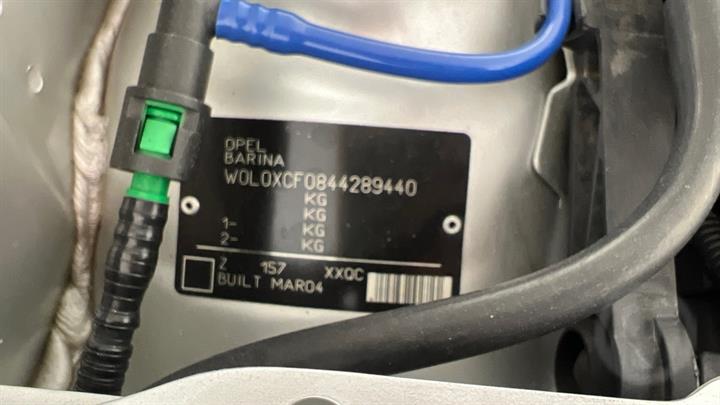 OPEL
BARINA
W0L0XCF0844289440
KG
KG
1- KG
2- KG
Z 157 XXQC
BUILT MAR04